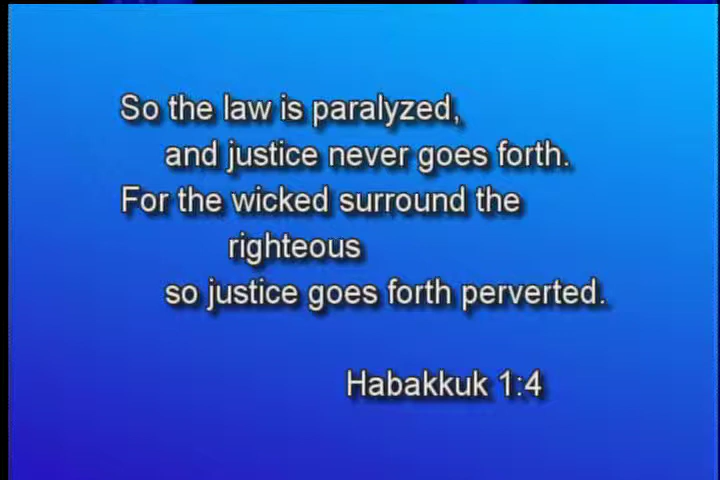 So the law is paralyzed,
and justice never goes forth.
For the wicked surround the
righteous
so justice goes forth perverted.
Habakkuk 1:4